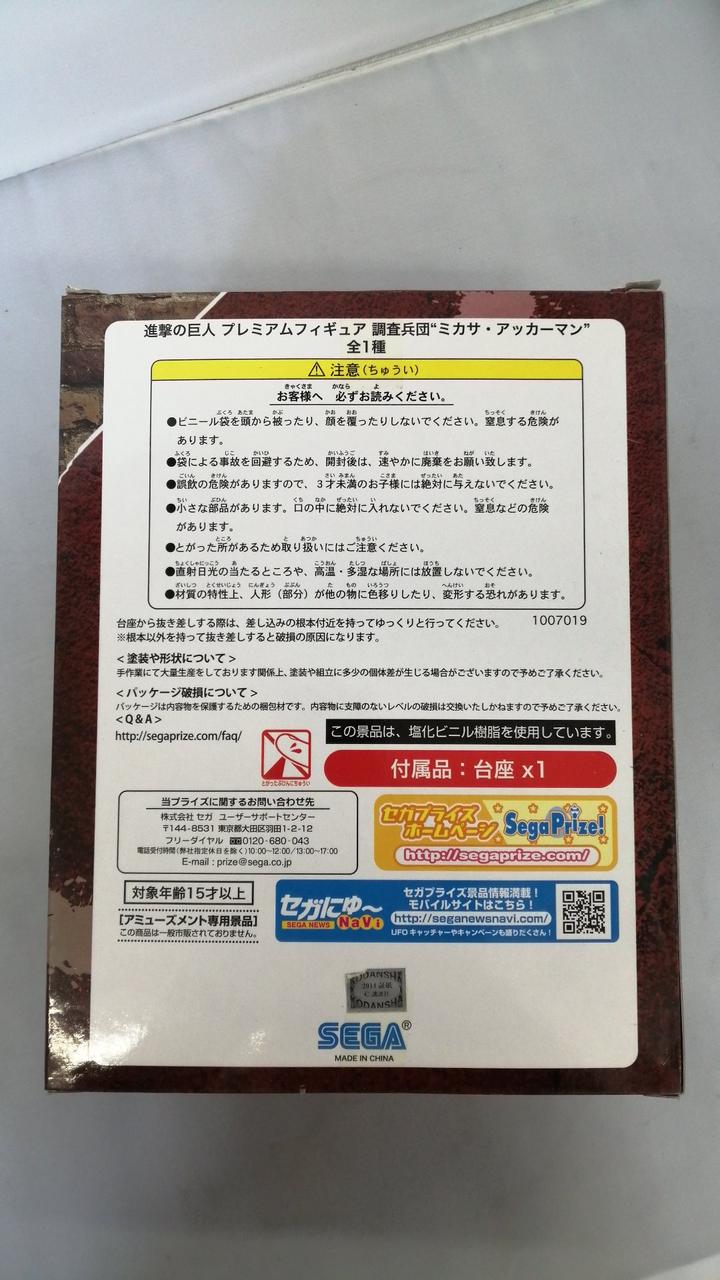 進撃の巨人 プレミアムフィギュア 調査兵団“ミカサ・アッカーマン”
全1種
⚠ 注意(ちゅうい)
お客様へ 必ずお読みください。
●ビニール袋を頭から被ったり、顔を覆ったりしないでください。窒息する危険が
あります。
●袋による事故を回避するため、開封後は、速やかに廃棄をお願い致します。
●誤飲の危険がありますので、３才未満のお子様には絶対に与えないでください。
●小さな部品があります。口の中に絶対に入れないでください。窒息などの危険
があります。
●とがった所があるため取り扱いにはご注意ください。
●直射日光の当たるところや、高温・多湿な場所には放置しないでください。
●材質の特性上、人形（部分）が他の物に色移りしたり、変形する恐れがあります。
台座から抜き差しする際は、差し込みの根本付近を持ってゆっくりと行ってください。 1007019
※根本以外を持って抜き差しすると破損の原因になります。
＜塗装や形状について＞
手作業にて大量生産をしております関係上、塗装や組立に多少の個体差が生じる場合がございますので予めご了承ください。
＜パッケージ破損について＞
パッケージは内容物を保護するための梱包材です。内容物に支障のないレベルの破損は交換いたしかねますので予めご了承ください。
＜Q&A＞
http://segaprize.com/faq/
とがったぶひんにちゅうい
この景品は、塩化ビニル樹脂を使用しています。
付属品：台座 x1
当プライズに関するお問い合わせ先
株式会社 セガ ユーザーサポートセンター
〒144-8531 東京都大田区羽田1-2-12
フリーダイヤル 0120-680-043
電話受付時間(弊社指定休日を除く)10:00～12:00/13:00～17:00
E-mail : prize@sega.co.jp
セガプライズ
ホームページ
Sega Prize!
http://segaprize.com/
対象年齢15才以上
[アミューズメント専用景品]
この商品は一般市販されておりません。
セガにゅ～
SEGA NEWS NaVi
セガプライズ景品情報満載！
モバイルサイトはこちら！
http://seganewsnavi.com/
UFOキャッチャーやキャンペーンも盛りだくさん！
ODANSHA
2014 証紙
© 講談社
ODANSHA
SEGA®
MADE IN CHINA